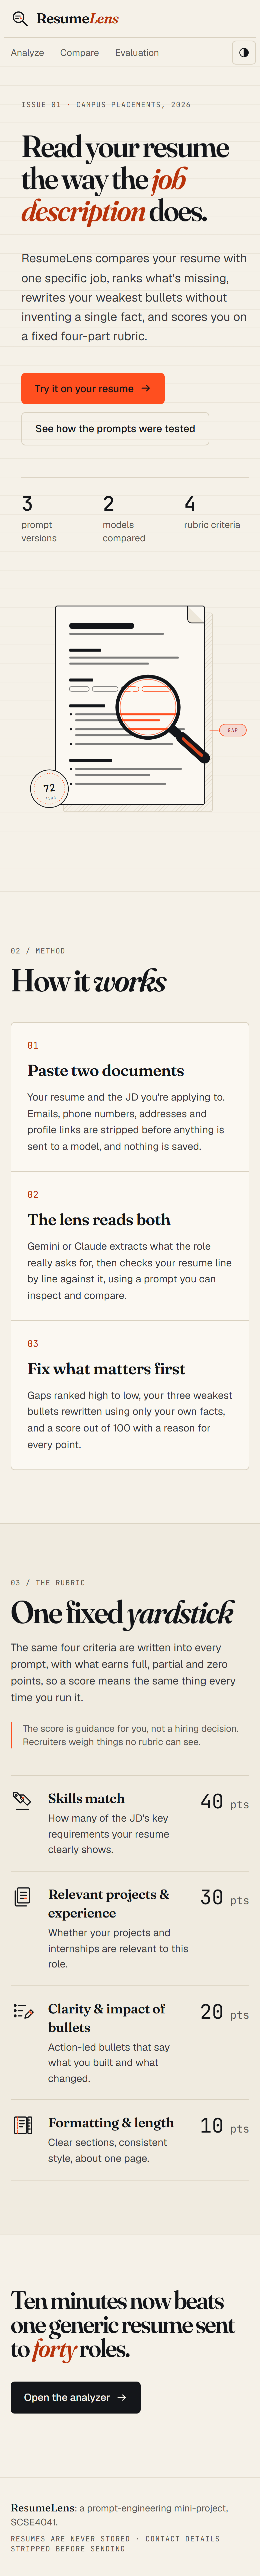 ResumeLens
Analyze Compare Evaluation
ISSUE 01 · CAMPUS PLACEMENTS, 2026
Read your resume
the way the job
description does.
ResumeLens compares your resume with
one specific job, ranks what's missing,
rewrites your weakest bullets without
inventing a single fact, and scores you on
a fixed four-part rubric.
Try it on your resume →
See how the prompts were tested
3 2 4
prompt models rubric criteria
versions compared
GAP
72
/100
02 / METHOD
How it works
01
Paste two documents
Your resume and the JD you're applying to.
Emails, phone numbers, addresses and
profile links are stripped before anything is
sent to a model, and nothing is saved.
02
The lens reads both
Gemini or Claude extracts what the role
really asks for, then checks your resume line
by line against it, using a prompt you can
inspect and compare.
03
Fix what matters first
Gaps ranked high to low, your three weakest
bullets rewritten using only your own facts,
and a score out of 100 with a reason for
every point.
03 / THE RUBRIC
One fixed yardstick
The same four criteria are written into every
prompt, with what earns full, partial and zero
points, so a score means the same thing every
time you run it.
The score is guidance for you, not a hiring decision.
Recruiters weigh things no rubric can see.
Skills match 40 pts
How many of the JD's key
requirements your resume
clearly shows.
Relevant projects & 30 pts
experience
Whether your projects and
internships are relevant to this
role.
Clarity & impact of 20 pts
bullets
Action-led bullets that say
what you built and what
changed.
Formatting & length 10 pts
Clear sections, consistent
style, about one page.
Ten minutes now beats
one generic resume sent
to forty roles.
Open the analyzer →
ResumeLens: a prompt-engineering mini-project,
SCSE4041.
RESUMES ARE NEVER STORED · CONTACT DETAILS
STRIPPED BEFORE SENDING